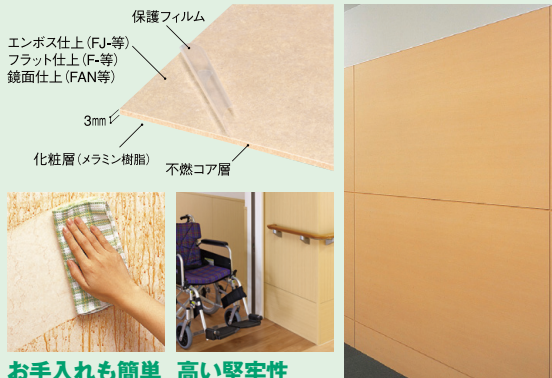 保護フィルム
エンボス仕上(FJ-等)
フラット仕上(F-等)
鏡面仕上(FAN等)
3㎜
化粧層(メラミン樹脂)
不燃コア層
お手入れも簡単
高い堅牢性